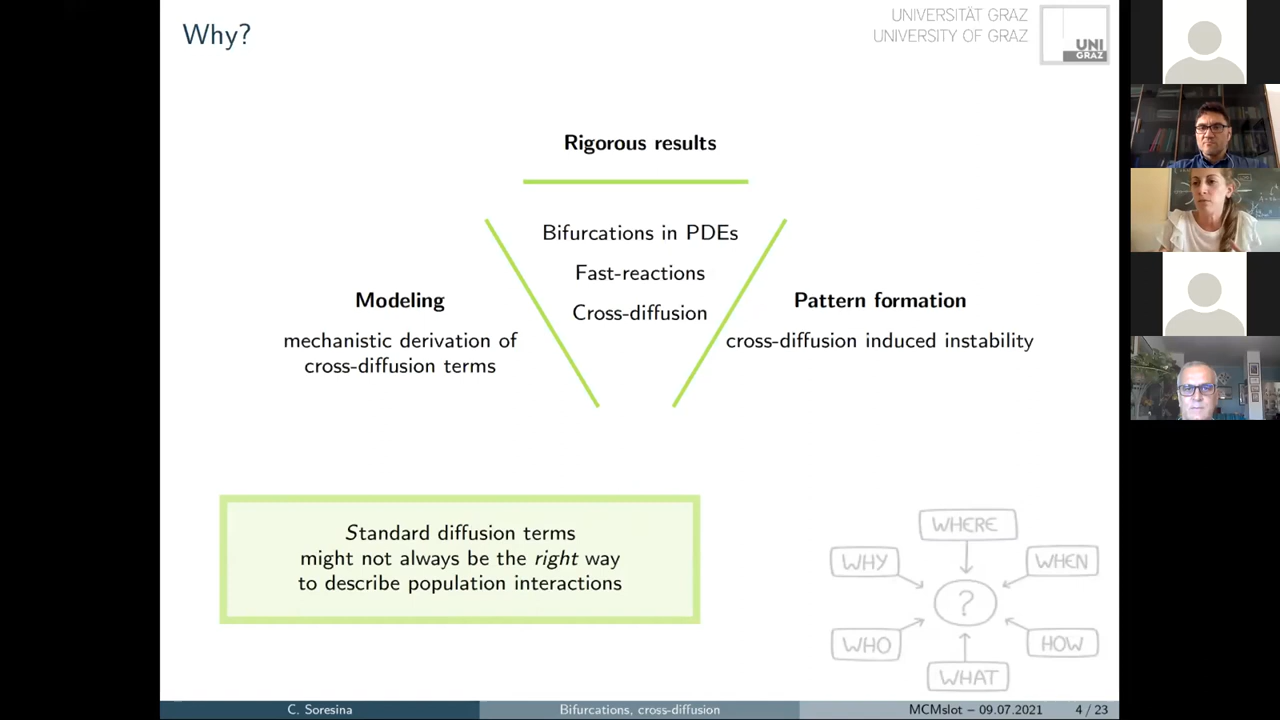 Why?
UNIVERSITÄT GRAZ
UNIVERSITY OF GRAZ
UNI
GRAZ
Rigorous results
Bifurcations in PDEs
Fast-reactions
Cross-diffusion
Modeling
mechanistic derivation of
cross-diffusion terms
Pattern formation
cross-diffusion induced instability
Standard diffusion terms
might not always be the right way
to describe population interactions
WHERE
WHY
WHEN
?
WHO
HOW
WHAT
C. Soresina
Bifurcations, cross-diffusion
MCMslot – 09.07.2021
4 / 23